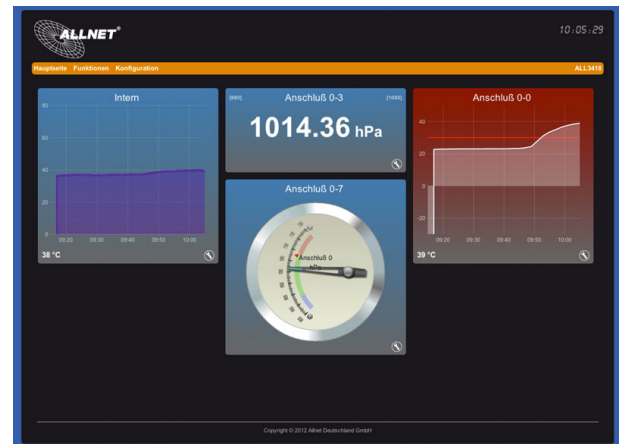 ALLNET®
10:05:29
Hauptseite Funktionen Konfiguration
ALL3418
Intern
80
60
40
20
0
09:20 09:30 09:40 09:50 10:00
38 °C
[960] Anschluß 0-3 [1060]
1014.36 hPa
Anschluß 0-7
Anschluß 0
hPa
Anschluß 0-0
40
20
0
-20
09:20 09:30 09:40 09:50 10:00
39 °C
Copyright © 2012 Allnet Deutschland GmbH